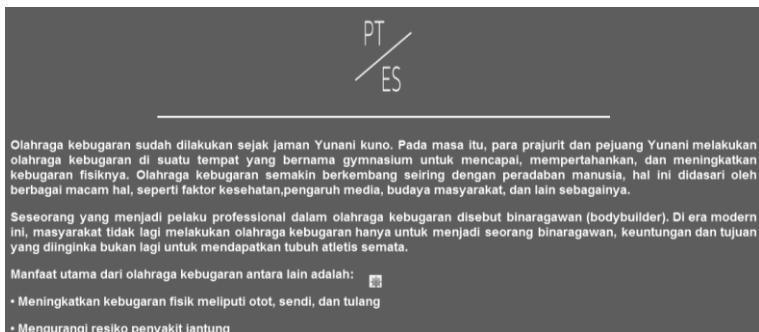 PT
ES
Olahraga kebugaran sudah dilakukan sejak jaman Yunani kuno. Pada masa itu, para prajurit dan pejuang Yunani melakukan
olahraga kebugaran di suatu tempat yang bernama gymnasium untuk mencapai, mempertahankan, dan meningkatkan
kebugaran fisiknya. Olahraga kebugaran semakin berkembang seiring dengan peradaban manusia, hal ini didasari oleh
berbagai macam hal, seperti faktor kesehatan,pengaruh media, budaya masyarakat, dan lain sebagainya.
Seseorang yang menjadi pelaku professional dalam olahraga kebugaran disebut binaragawan (bodybuilder). Di era modern
ini, masyarakat tidak lagi melakukan olahraga kebugaran hanya untuk menjadi seorang binaragawan, keuntungan dan tujuan
yang diinginka bukan lagi untuk mendapatkan tubuh atletis semata.
Manfaat utama dari olahraga kebugaran antara lain adalah:
• Meningkatkan kebugaran fisik meliputi otot, sendi, dan tulang
• Mengurangi resiko penyakit jantung